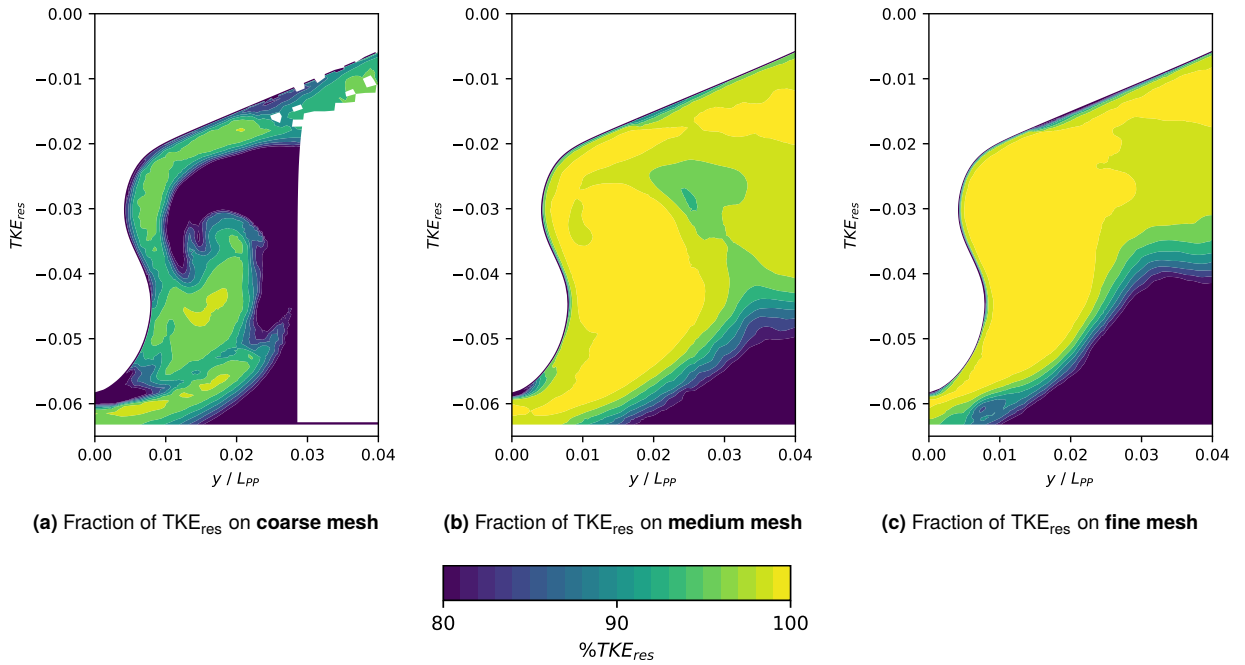 0.00
−0.01
−0.02
−0.03
−0.04
−0.05
−0.06
TKE_res
0.00 0.01 0.02 0.03 0.04
y / L_PP
(a) Fraction of TKE_res on coarse mesh
0.00
−0.01
−0.02
−0.03
−0.04
−0.05
−0.06
TKE_res
0.00 0.01 0.02 0.03 0.04
y / L_PP
(b) Fraction of TKE_res on medium mesh
0.00
−0.01
−0.02
−0.03
−0.04
−0.05
−0.06
TKE_res
0.00 0.01 0.02 0.03 0.04
y / L_PP
(c) Fraction of TKE_res on fine mesh
80 90 100
%TKE_res